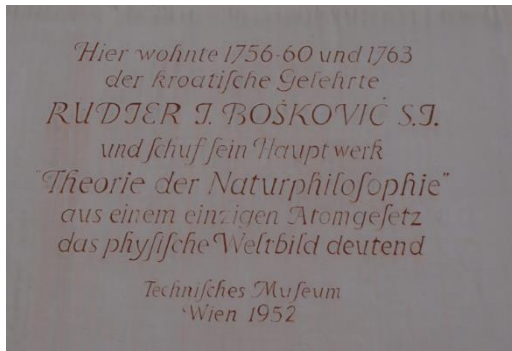 Hier wohnte 1756-60 und 1763
der kroatiſche Gelehrte
RUDJER J. BOŠKOVIĆ S.J.
und ſchuf ſein Hauptwerk
"Theorie der Naturphiloſophie"
aus einem einzigen Atomgeſetz
das phyſiſche Weltbild deutend
Techniſches Muſeum
Wien 1952